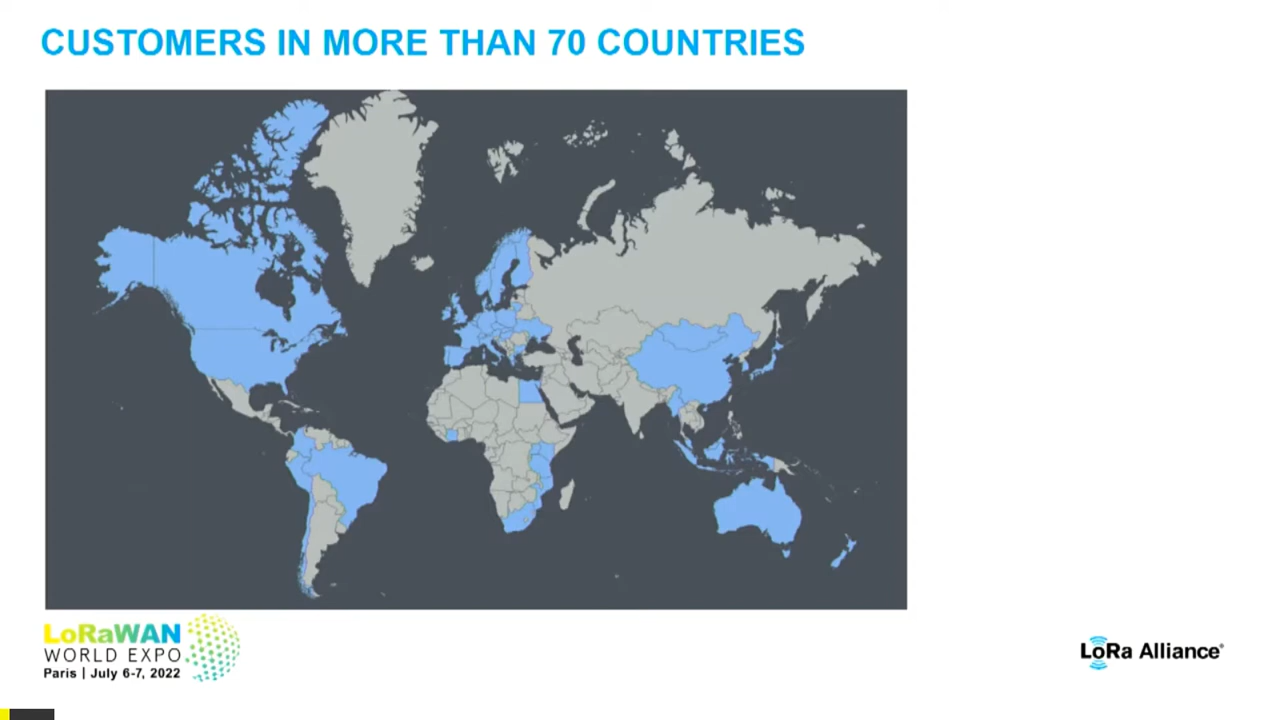 CUSTOMERS IN MORE THAN 70 COUNTRIES
LoRaWAN
WORLD EXPO
Paris | July 6-7, 2022
LoRa Alliance®